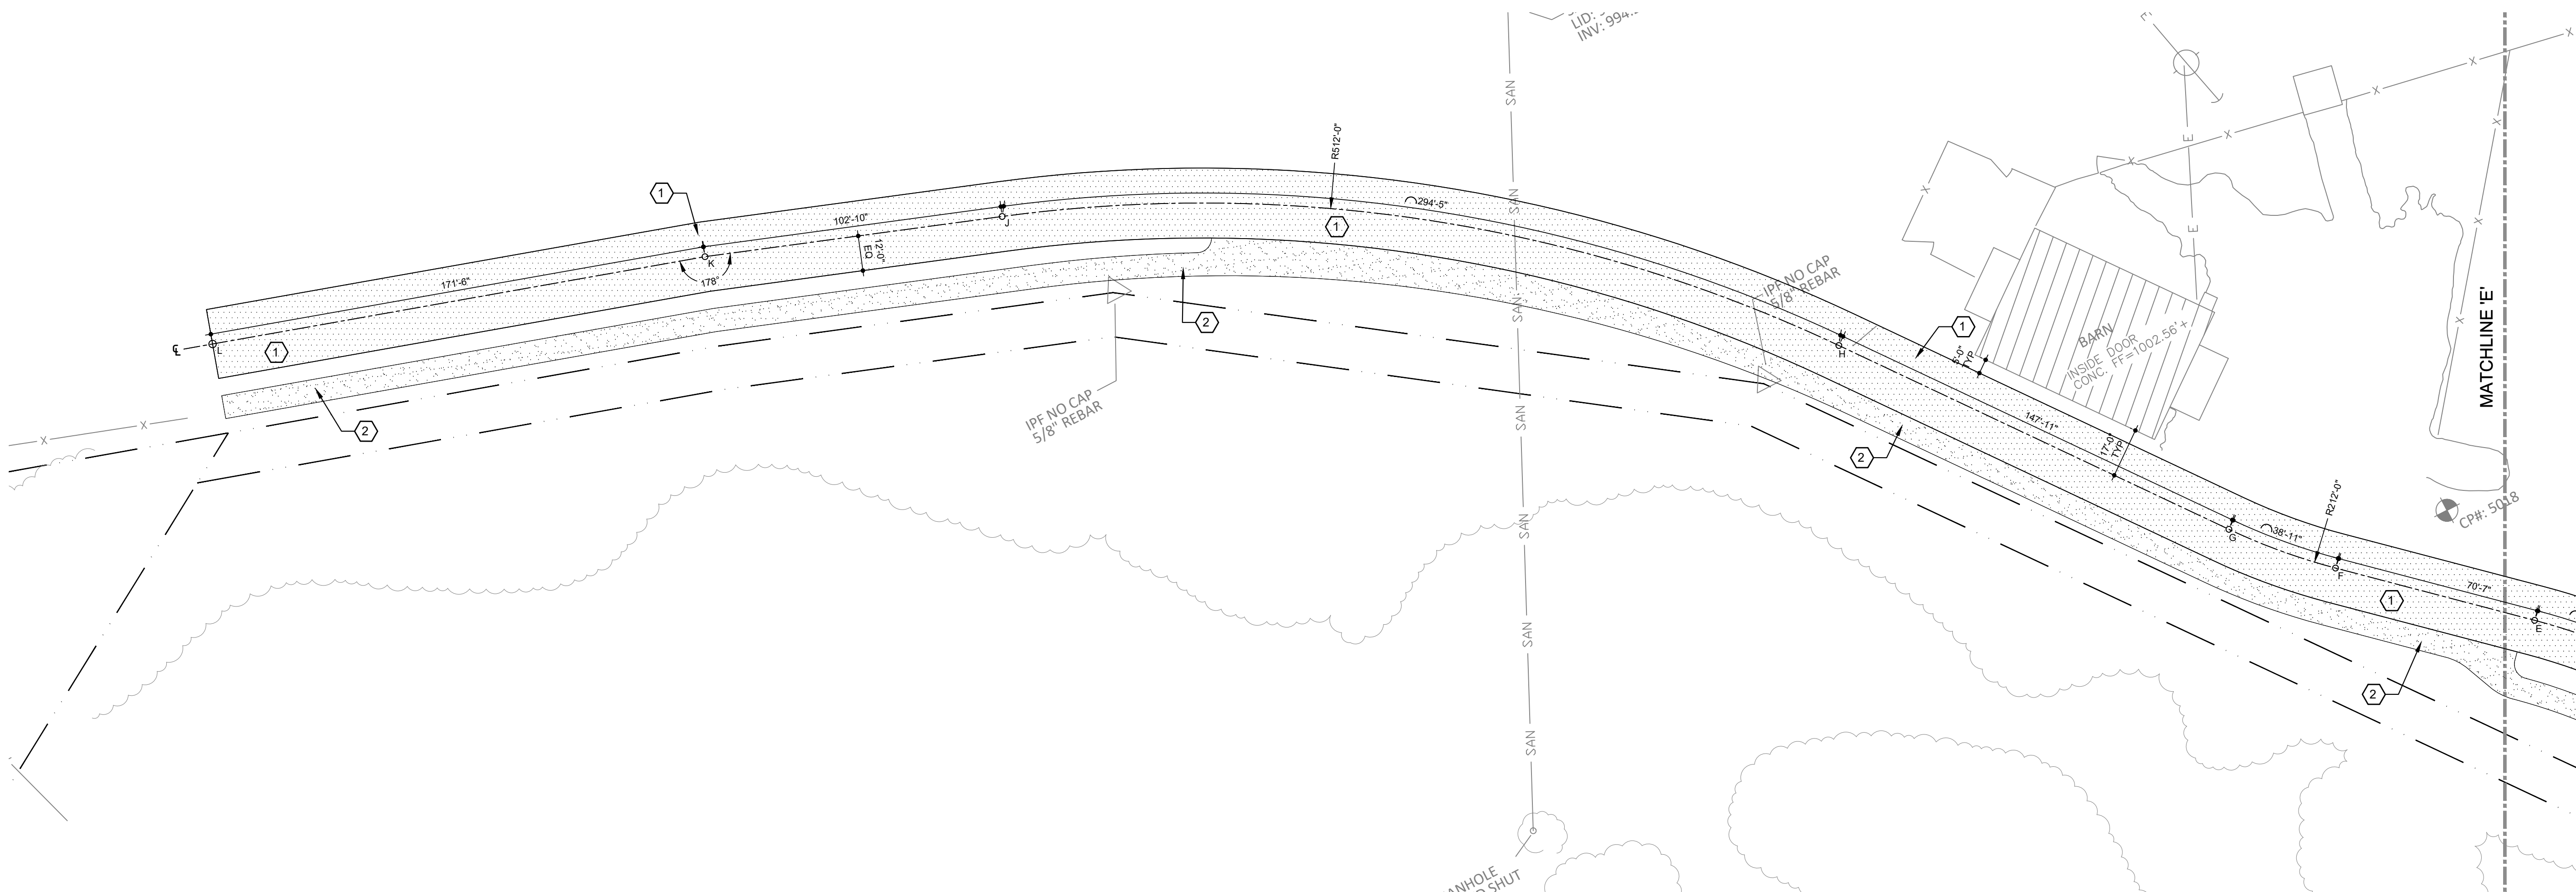 INV: 994.
R512'-0"
SAN
1
102'-10"
294'-5"
SAN
J
1
K
12'-0"
EQ
178°
171'-6"
℄
L
1
2
2
SAN
SAN
SAN
SAN
SAN
SAN
IPF NO CAP
5/8" REBAR
IPF NO CAP
5/8" REBAR
H
1
5'-0"
TYP
BARN
INSIDE DOOR
CONC. FF=1002.56'±
147'-11"
17'-0"
TYP
2
2
X
X
X
X
X
X
X
X
X
X
X
E
E
MATCHLINE 'E'
CP#: 5018
R212'-0"
G
38'-11"
F
70'-7"
1
E
2
ANHOLE
D SHUT